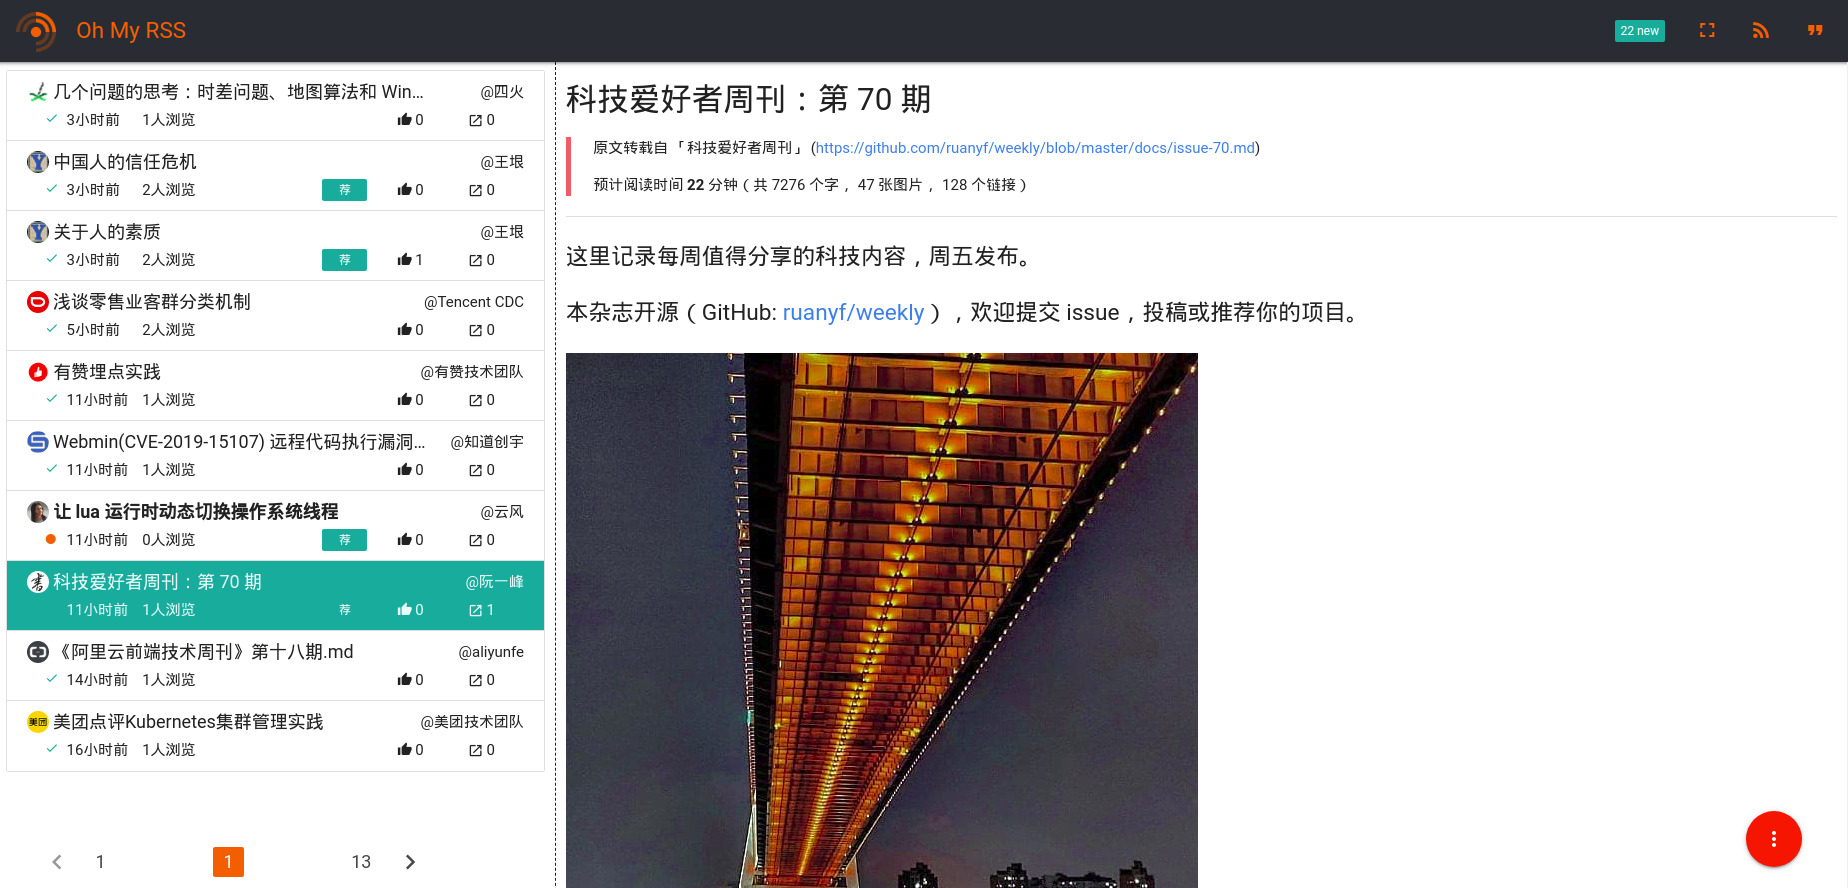 Oh My RSS
22 new
几个问题的思考：时差问题、地图算法和 Win... @四火
3小时前 1人浏览 0 0
中国人的信任危机 @王垠
3小时前 2人浏览 荐 0 0
关于人的素质 @王垠
3小时前 2人浏览 荐 1 0
浅谈零售业客群分类机制 @Tencent CDC
5小时前 2人浏览 0 0
有赞埋点实践 @有赞技术团队
11小时前 1人浏览 0 0
Webmin(CVE-2019-15107) 远程代码执行漏洞... @知道创宇
11小时前 1人浏览 0 0
让 lua 运行时动态切换操作系统线程 @云风
11小时前 0人浏览 荐 0 0
科技爱好者周刊：第 70 期 @阮一峰
11小时前 1人浏览 荐 0 1
《阿里云前端技术周刊》第十八期.md @aliyunfe
14小时前 1人浏览 0 0
美团 美团点评Kubernetes集群管理实践 @美团技术团队
16小时前 1人浏览 0 0
1 1 13
科技爱好者周刊：第 70 期
原文转载自 「 科技爱好者周刊 」 (https://github.com/ruanyf/weekly/blob/master/docs/issue-70.md)
预计阅读时间 22 分钟（ 共 7276 个字， 47 张图片， 128 个链接 ）
这里记录每周值得分享的科技内容，周五发布。
本杂志开源（GitHub: ruanyf/weekly），欢迎提交 issue，投稿或推荐你的项目。